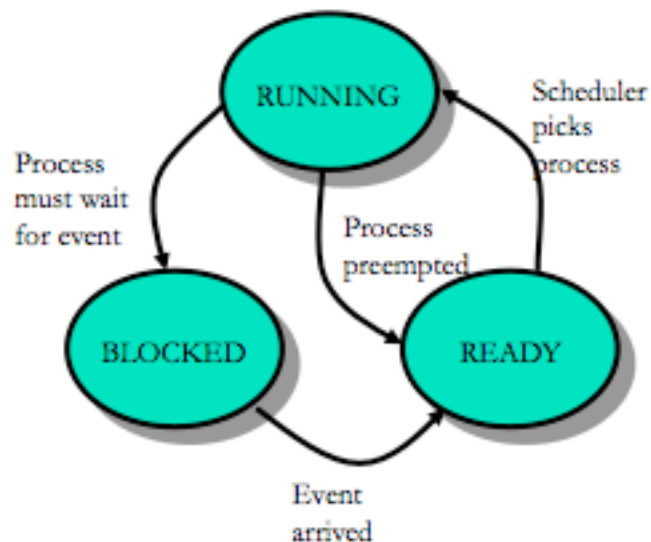 RUNNING
Scheduler
picks
process
Process
must wait
for event
Process
preempted
BLOCKED
READY
Event
arrived